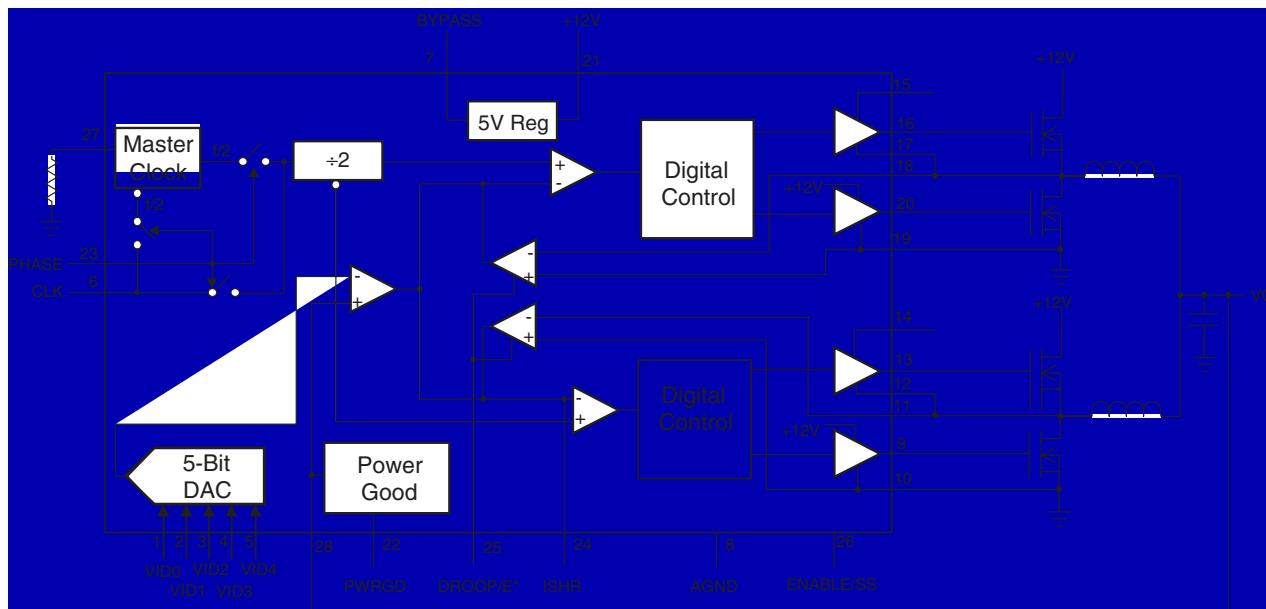 BYPASS
+12V
7
21
+12V
15
5V Reg
27
Master
Clock
f/2
÷2
+
-
Digital
Control
16
17
18
+12V
f/2
20
19
23
PHASE
6
CLK
-
+
-
+
+12V
-
+
14
13
12
11
Digital
Control
-
+
+12V
9
10
5-Bit
DAC
Power
Good
1
2
3
4
5
28
22
25
24
8
26
VID0
VID1
VID2
VID3
VID4
PWRGD
DROOP/E*
ISHR
AGND
ENABLE/SS